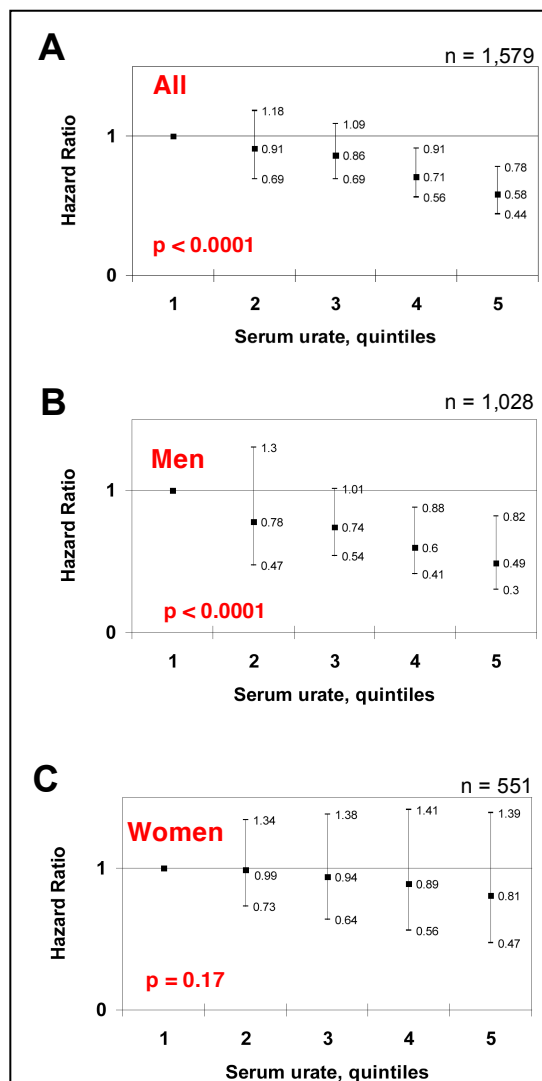 A
n = 1,579
All
Hazard Ratio
1
0
1.18
0.91
0.69
1.09
0.86
0.69
0.91
0.71
0.56
0.78
0.58
0.44
p < 0.0001
1 2 3 4 5
Serum urate, quintiles
B
n = 1,028
Men
Hazard Ratio
1
0
1.3
0.78
0.47
1.01
0.74
0.54
0.88
0.6
0.41
0.82
0.49
0.3
p < 0.0001
1 2 3 4 5
Serum urate, quintiles
C
n = 551
Women
Hazard Ratio
1
0
1.34
0.99
0.73
1.38
0.94
0.64
1.41
0.89
0.56
1.39
0.81
0.47
p = 0.17
1 2 3 4 5
Serum urate, quintiles